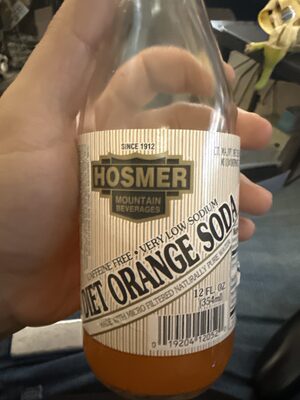 SINCE 1912
HOSMER
MOUNTAIN
BEVERAGES
CAFFEINE FREE • VERY LOW SODIUM
DIET ORANGE SODA
MADE WITH MICRO FILTERED NATURALLY PURE WATER
12 FL. OZ.
(354ml)
0 19204 12052